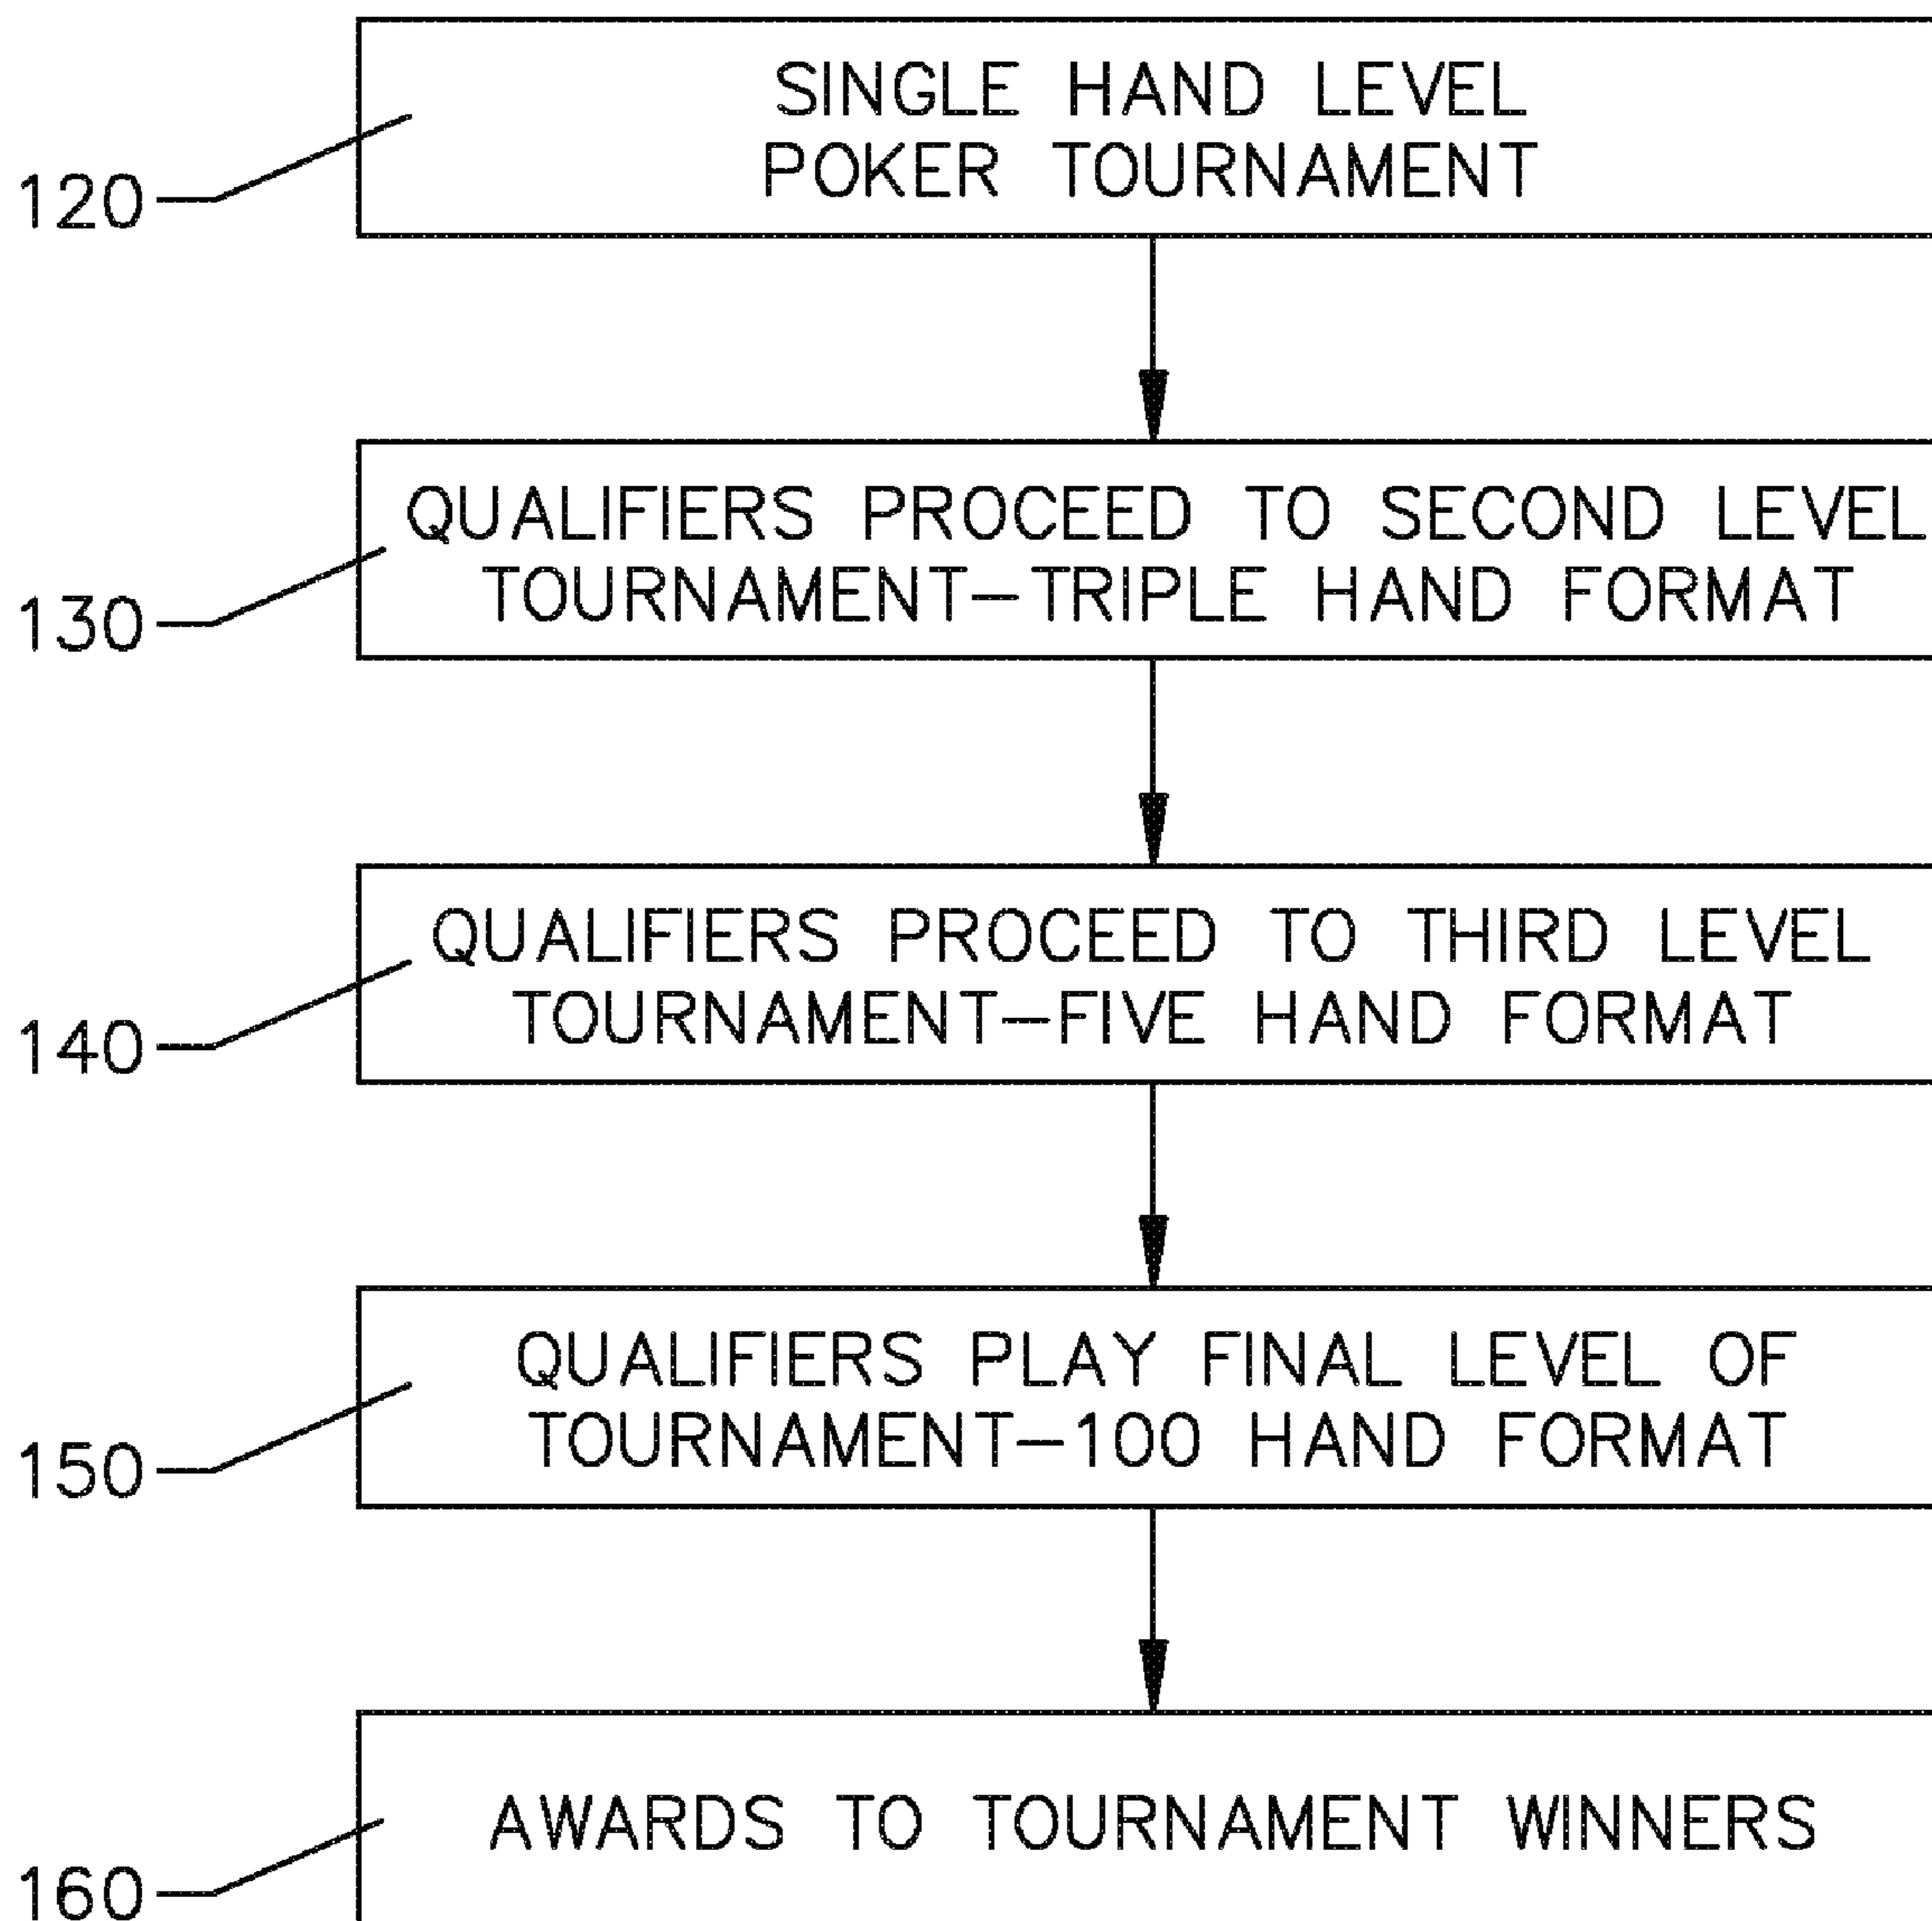 SINGLE HAND LEVEL
POKER TOURNAMENT
120
QUALIFIERS PROCEED TO SECOND LEVEL
TOURNAMENT–TRIPLE HAND FORMAT
130
QUALIFIERS PROCEED TO THIRD LEVEL
TOURNAMENT–FIVE HAND FORMAT
140
QUALIFIERS PLAY FINAL LEVEL OF
TOURNAMENT–100 HAND FORMAT
150
AWARDS TO TOURNAMENT WINNERS
160